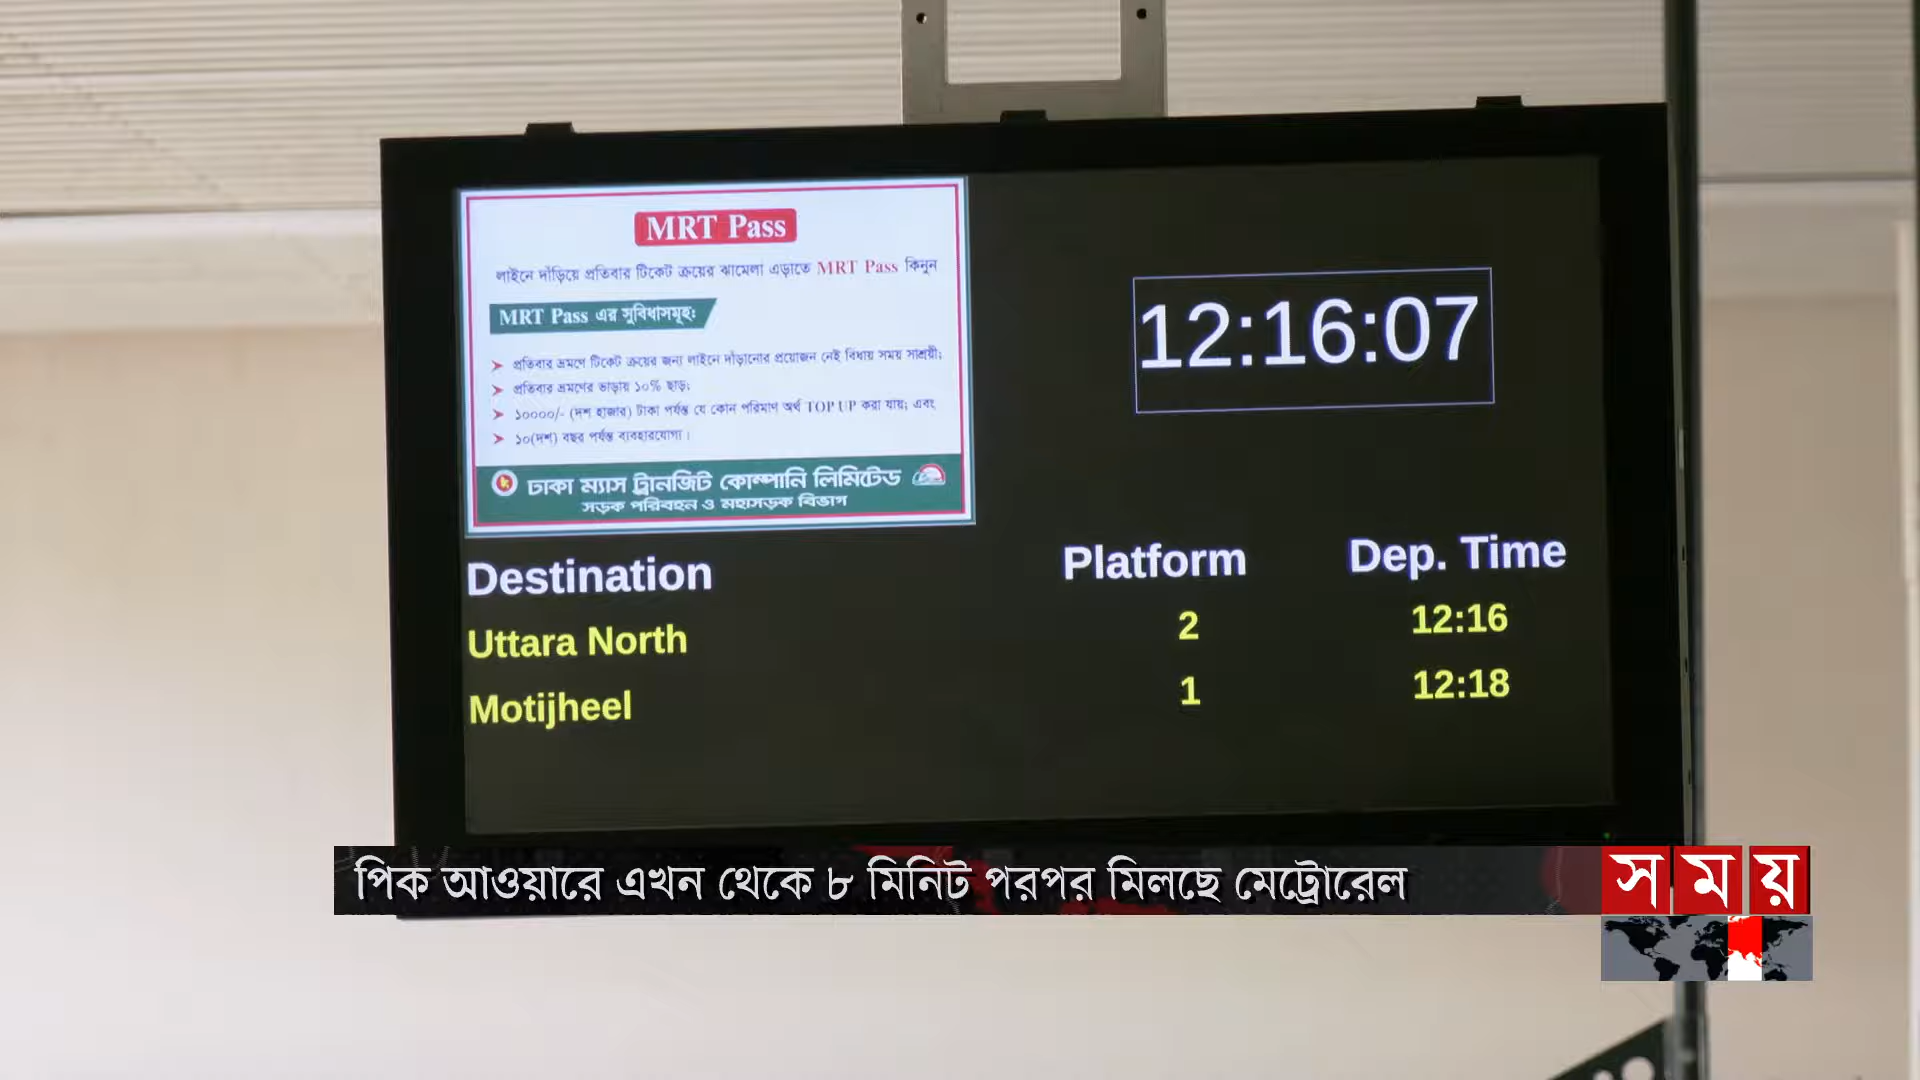 MRT Pass
লাইনে দাঁড়িয়ে প্রতিবার টিকেট ক্রয়ের ঝামেলা এড়াতে MRT Pass কিনুন
MRT Pass এর সুবিধাসমূহঃ
➤ প্রতিবার ভ্রমণে টিকেট ক্রয়ের জন্য লাইনে দাঁড়ানোর প্রয়োজন নেই বিধায় সময় সাশ্রয়ী;
➤ প্রতিবার ভ্রমণের ভাড়ায় ১০% ছাড়;
➤ ১০০০০/- (দশ হাজার) টাকা পর্যন্ত যে কোন পরিমাণ অর্থ TOP UP করা যায়; এবং
➤ ১০(দশ) বছর পর্যন্ত ব্যবহারযোগ্য।
ঢাকা ম্যাস ট্রানজিট কোম্পানি লিমিটেড
সড়ক পরিবহন ও মহাসড়ক বিভাগ
12:16:07
Destination Platform Dep. Time
Uttara North 2 12:16
Motijheel 1 12:18
পিক আওয়ারে এখন থেকে ৮ মিনিট পরপর মিলছে মেট্রোরেল
সময়